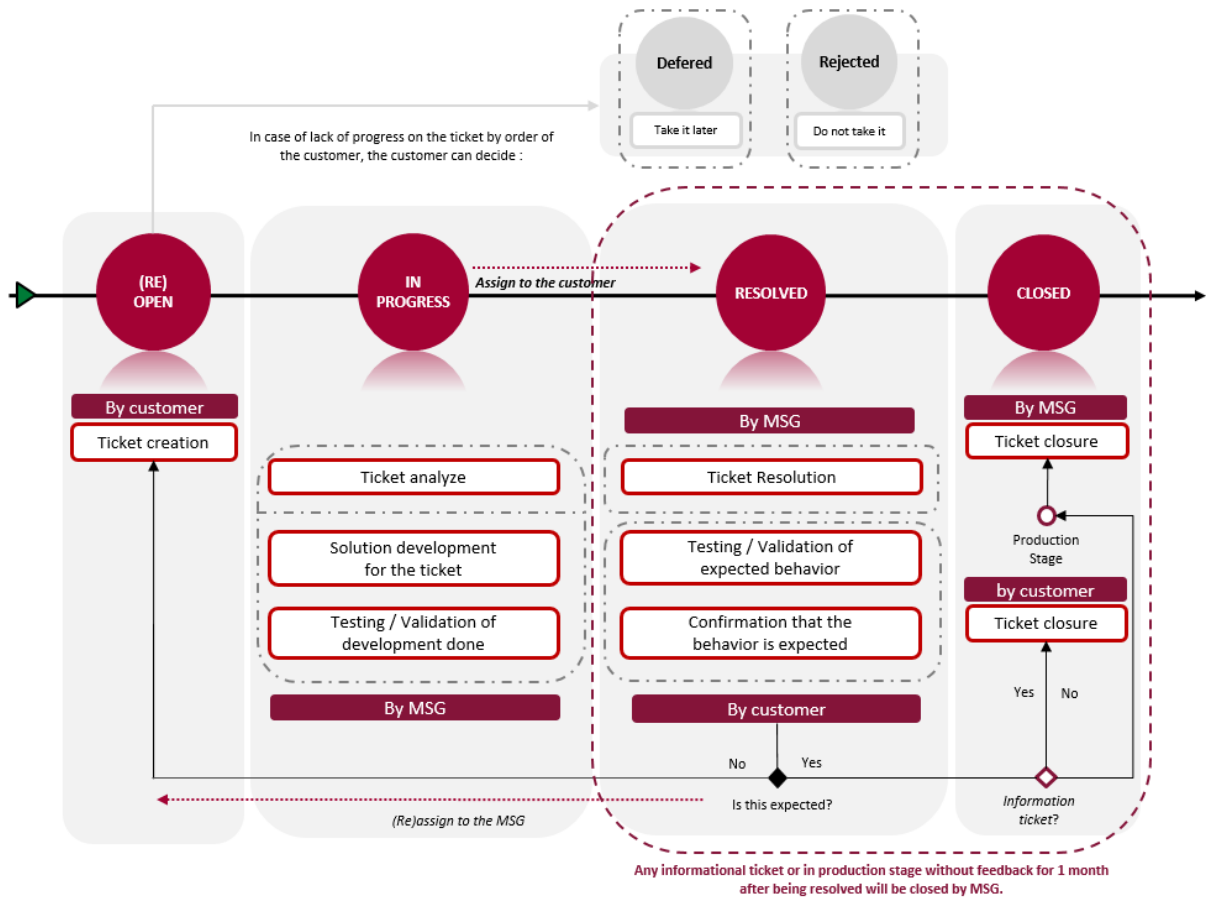 Defered
Rejected
Take it later
Do not take it
In case of lack of progress on the ticket by order of
the customer, the customer can decide :
(RE)
OPEN
IN
PROGRESS
Assign to the customer
RESOLVED
CLOSED
By customer
Ticket creation
Ticket analyze
Solution development
for the ticket
Testing / Validation of
development done
By MSG
By MSG
Ticket Resolution
Testing / Validation of
expected behavior
Confirmation that the
behavior is expected
By customer
No
Yes
Is this expected?
(Re)assign to the MSG
By MSG
Ticket closure
Production
Stage
by customer
Ticket closure
Yes
No
Information
ticket?
Any informational ticket or in production stage without feedback for 1 month
after being resolved will be closed by MSG.